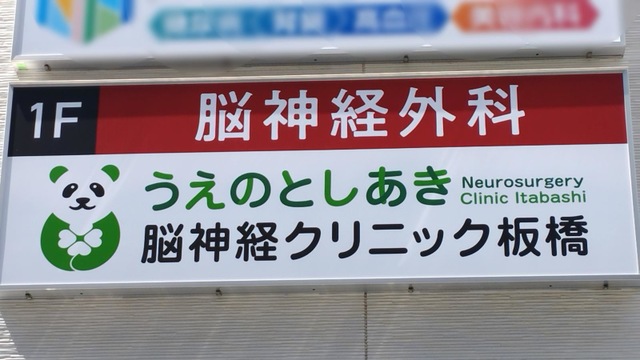 1F 脳神経外科
うえのとしあき Neurosurgery
Clinic Itabashi
脳神経クリニック板橋